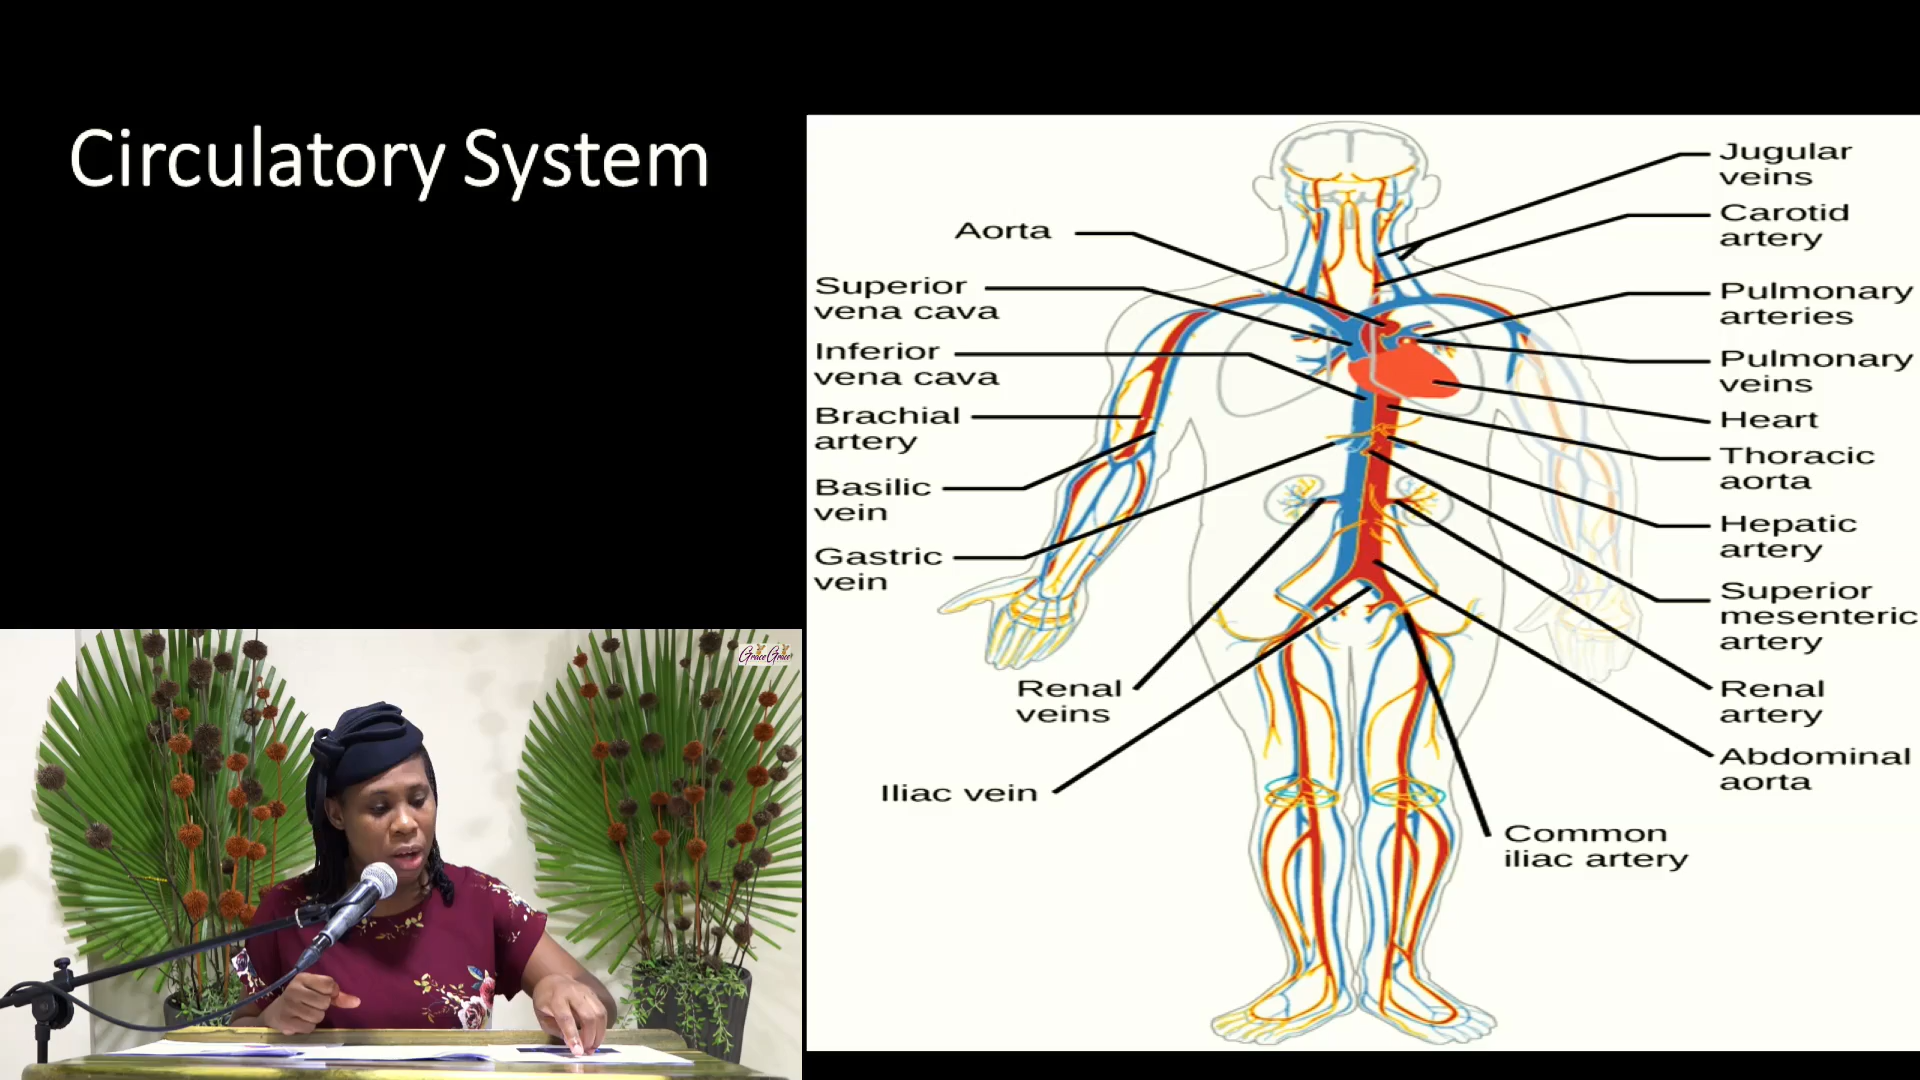 Circulatory System
Aorta
Superior
vena cava
Inferior
vena cava
Brachial
artery
Basilic
vein
Gastric
vein
Renal
veins
Iliac vein
Jugular
veins
Carotid
artery
Pulmonary
arteries
Pulmonary
veins
Heart
Thoracic
aorta
Hepatic
artery
Superior
mesenteric
artery
Renal
artery
Abdominal
aorta
Common
iliac artery
GraceGrace